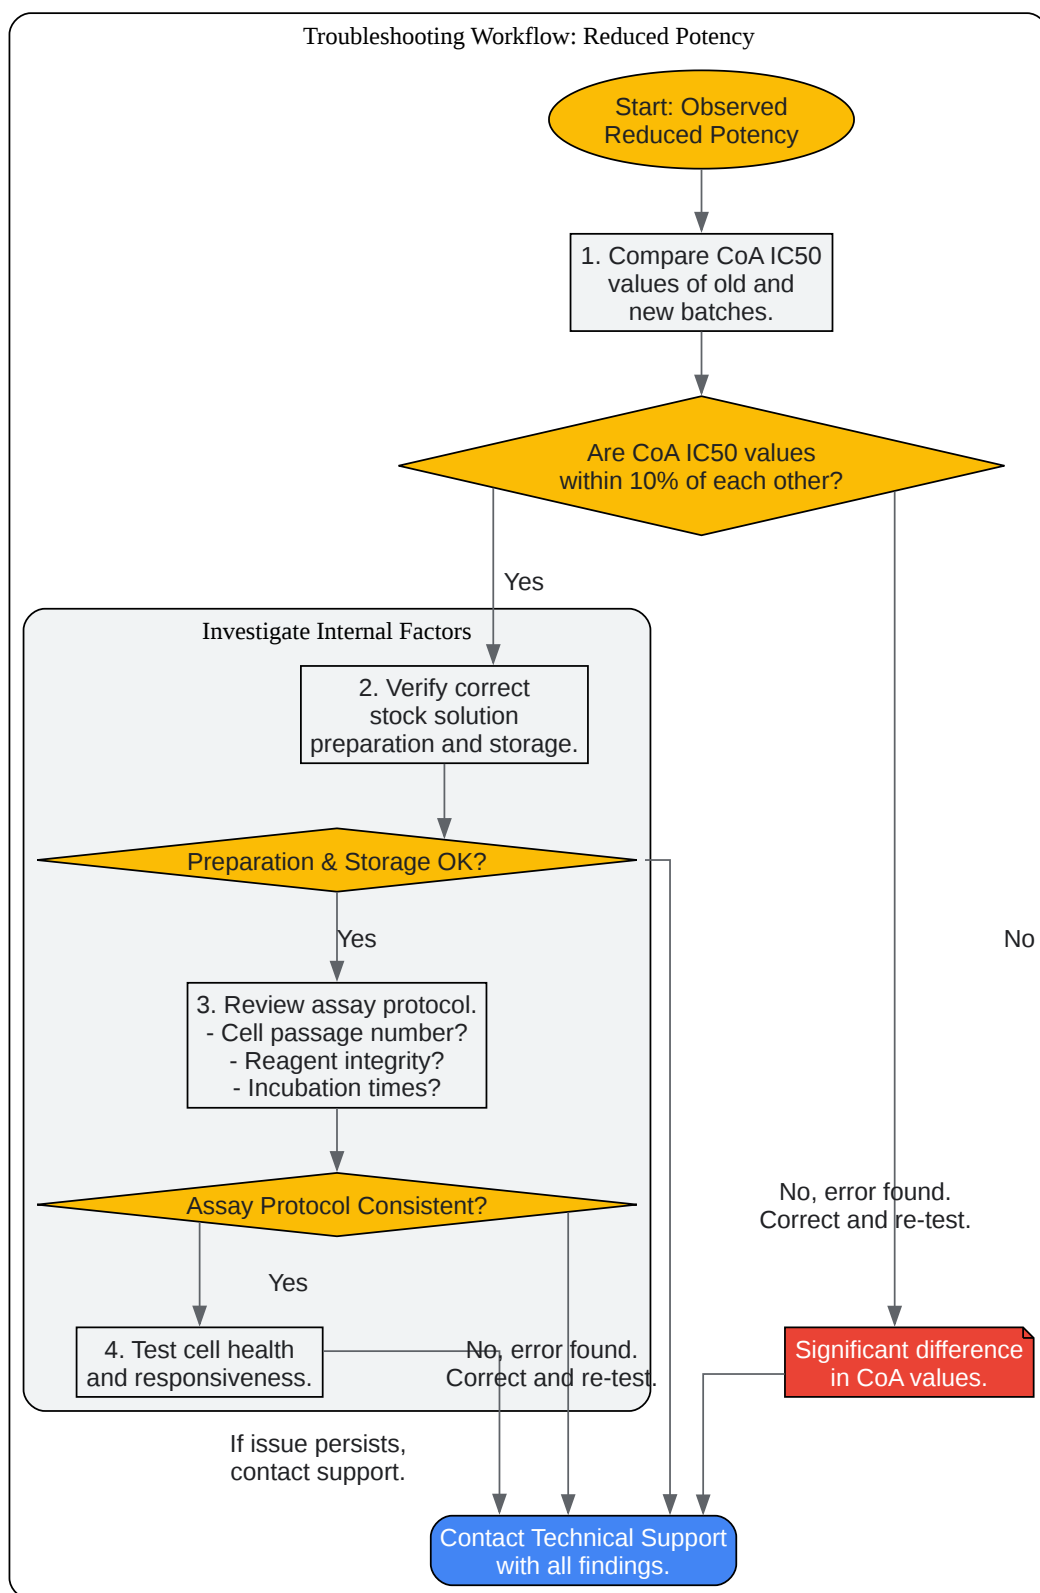 Troubleshooting Workflow: Reduced Potency
Start: Observed
Reduced Potency
1. Compare CoA IC50
values of old and
new batches.
Are CoA IC50 values
within 10% of each other?
Yes
Investigate Internal Factors
2. Verify correct
stock solution
preparation and storage.
Preparation & Storage OK?
Yes
No
3. Review assay protocol.
- Cell passage number?
- Reagent integrity?
- Incubation times?
Assay Protocol Consistent?
No, error found.
Correct and re-test.
Yes
4. Test cell health
and responsiveness.
No, error found.
Correct and re-test.
Significant difference
in CoA values.
If issue persists,
contact support.
Contact Technical Support
with all findings.